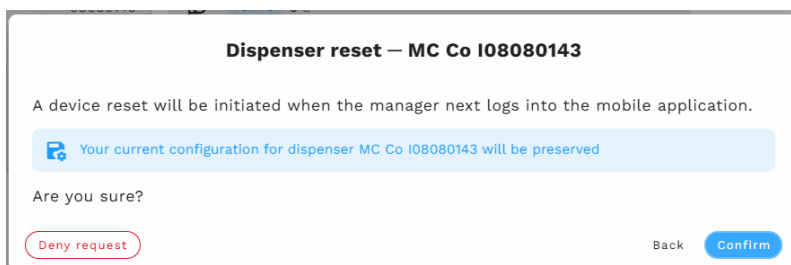 Dispenser reset — MC Co I08080143
A device reset will be initiated when the manager next logs into the mobile application.
Your current configuration for dispenser MC Co I08080143 will be preserved
Are you sure?
Deny request
Back
Confirm